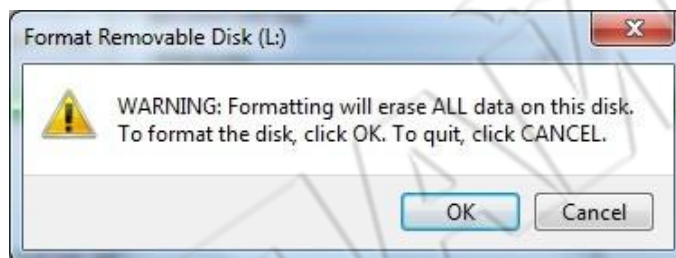 Format Removable Disk (L:)
WARNING: Formatting will erase ALL data on this disk.
To format the disk, click OK. To quit, click CANCEL.
OK
Cancel